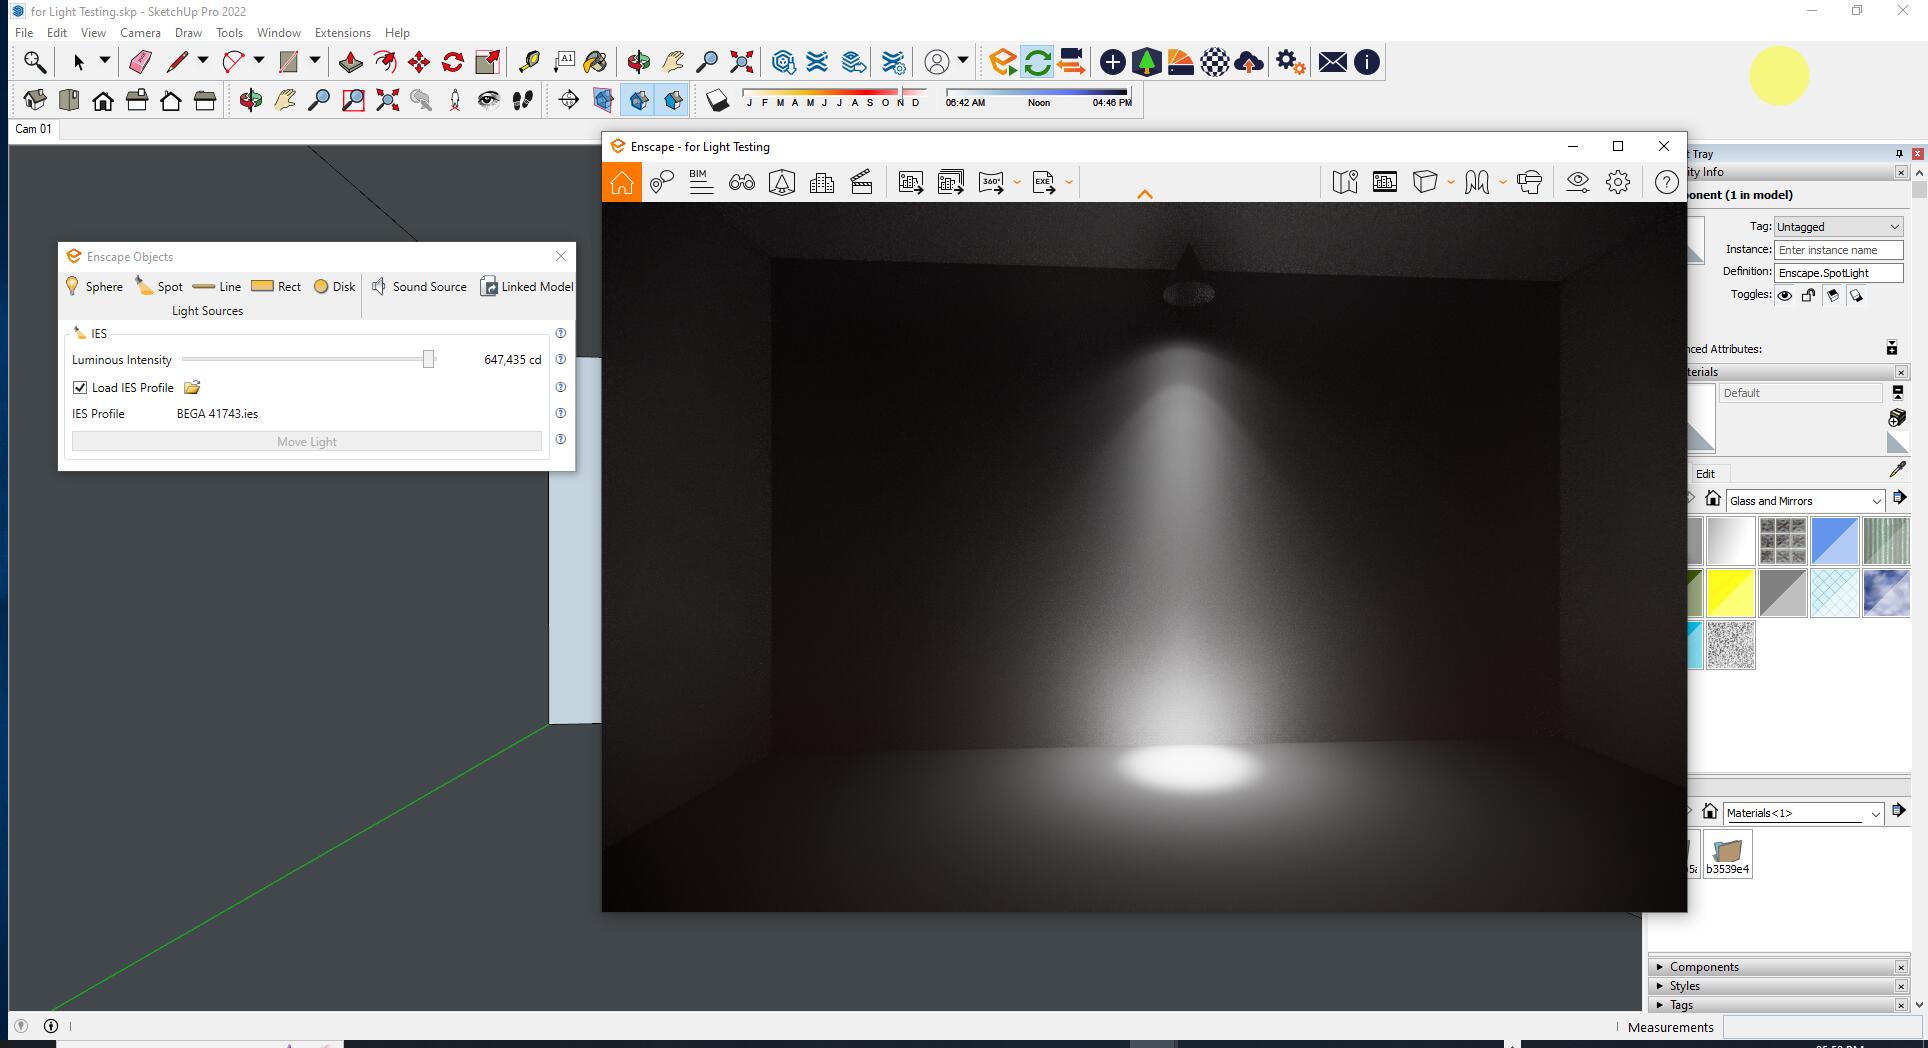 for Light Testing.skp - SketchUp Pro 2022
File Edit View Camera Draw Tools Window Extensions Help
A1
J F M A M J J A S O N D
06:42 AM Noon 04:46 PM
Cam 01
Enscape - for Light Testing
BIM
360°
EXE
Enscape Objects
Sphere Spot Line Rect Disk Sound Source Linked Model
Light Sources
IES
Luminous Intensity 647,435 cd
Load IES Profile
IES Profile BEGA 41743.ies
Move Light
t Tray
ity Info
onent (1 in model)
Tag: Untagged
Instance: Enter instance name
Definition: Enscape.SpotLight
Toggles:
nced Attributes:
terials
Default
Edit
Glass and Mirrors
Materials<1>
b3539e4
Components
Styles
Tags
Measurements